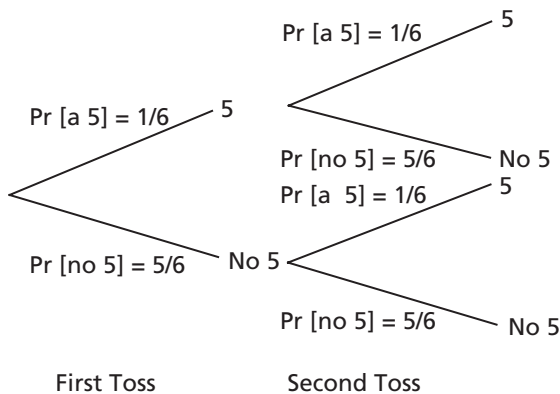 5
Pr [a 5] = 1/6
5
Pr [a 5] = 1/6
Pr [no 5] = 5/6
No 5
Pr [a 5] = 1/6
5
No 5
Pr [no 5] = 5/6
Pr [no 5] = 5/6
No 5
First Toss
Second Toss